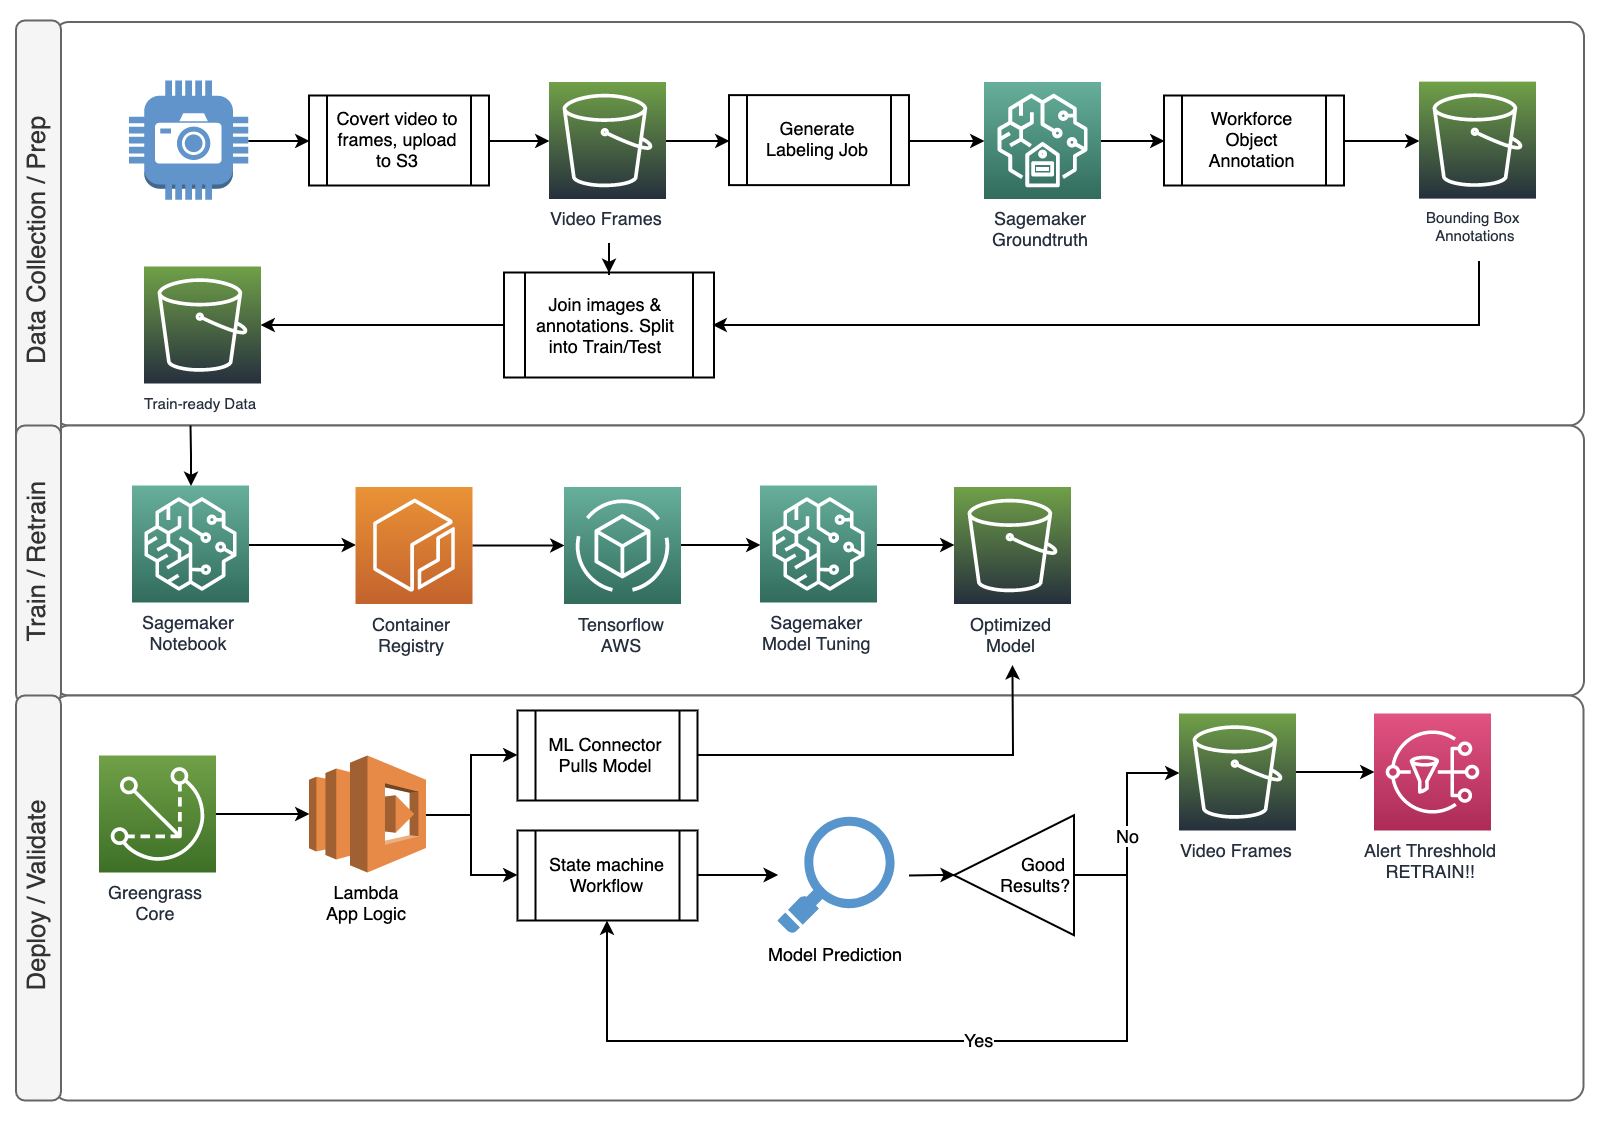 Data Collection / Prep
Covert video to
frames, upload
to S3
Video Frames
Generate
Labeling Job
Sagemaker
Groundtruth
Workforce
Object
Annotation
Bounding Box
Annotations
Join images &
annotations. Split
into Train/Test
Train-ready Data
Train / Retrain
Sagemaker
Notebook
Container
Registry
Tensorflow
AWS
Sagemaker
Model Tuning
Optimized
Model
Deploy / Validate
Greengrass
Core
Lambda
App Logic
ML Connector
Pulls Model
State machine
Workflow
Model Prediction
Good
Results?
No
Yes
Video Frames
Alert Threshhold
RETRAIN!!